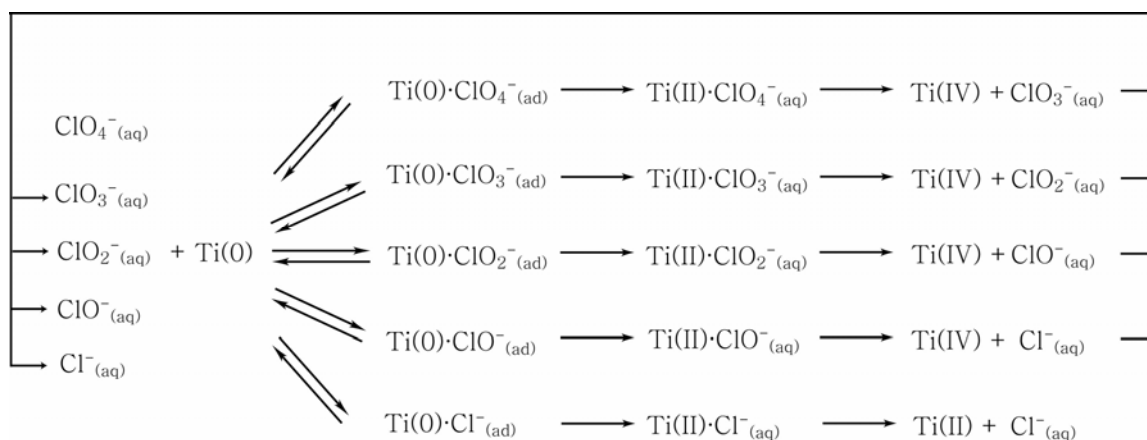 Ti(0)·ClO₄⁻(ad) Ti(II)·ClO₄⁻(aq) Ti(IV) + ClO₃⁻(aq)
ClO₄⁻(aq)
Ti(0)·ClO₃⁻(ad) Ti(II)·ClO₃⁻(aq) Ti(IV) + ClO₂⁻(aq)
ClO₃⁻(aq)
ClO₂⁻(aq) + Ti(0) Ti(0)·ClO₂⁻(ad) Ti(II)·ClO₂⁻(aq) Ti(IV) + ClO⁻(aq)
ClO⁻(aq)
Ti(0)·ClO⁻(ad) Ti(II)·ClO⁻(aq) Ti(IV) + Cl⁻(aq)
Cl⁻(aq)
Ti(0)·Cl⁻(ad) Ti(II)·Cl⁻(aq) Ti(II) + Cl⁻(aq)